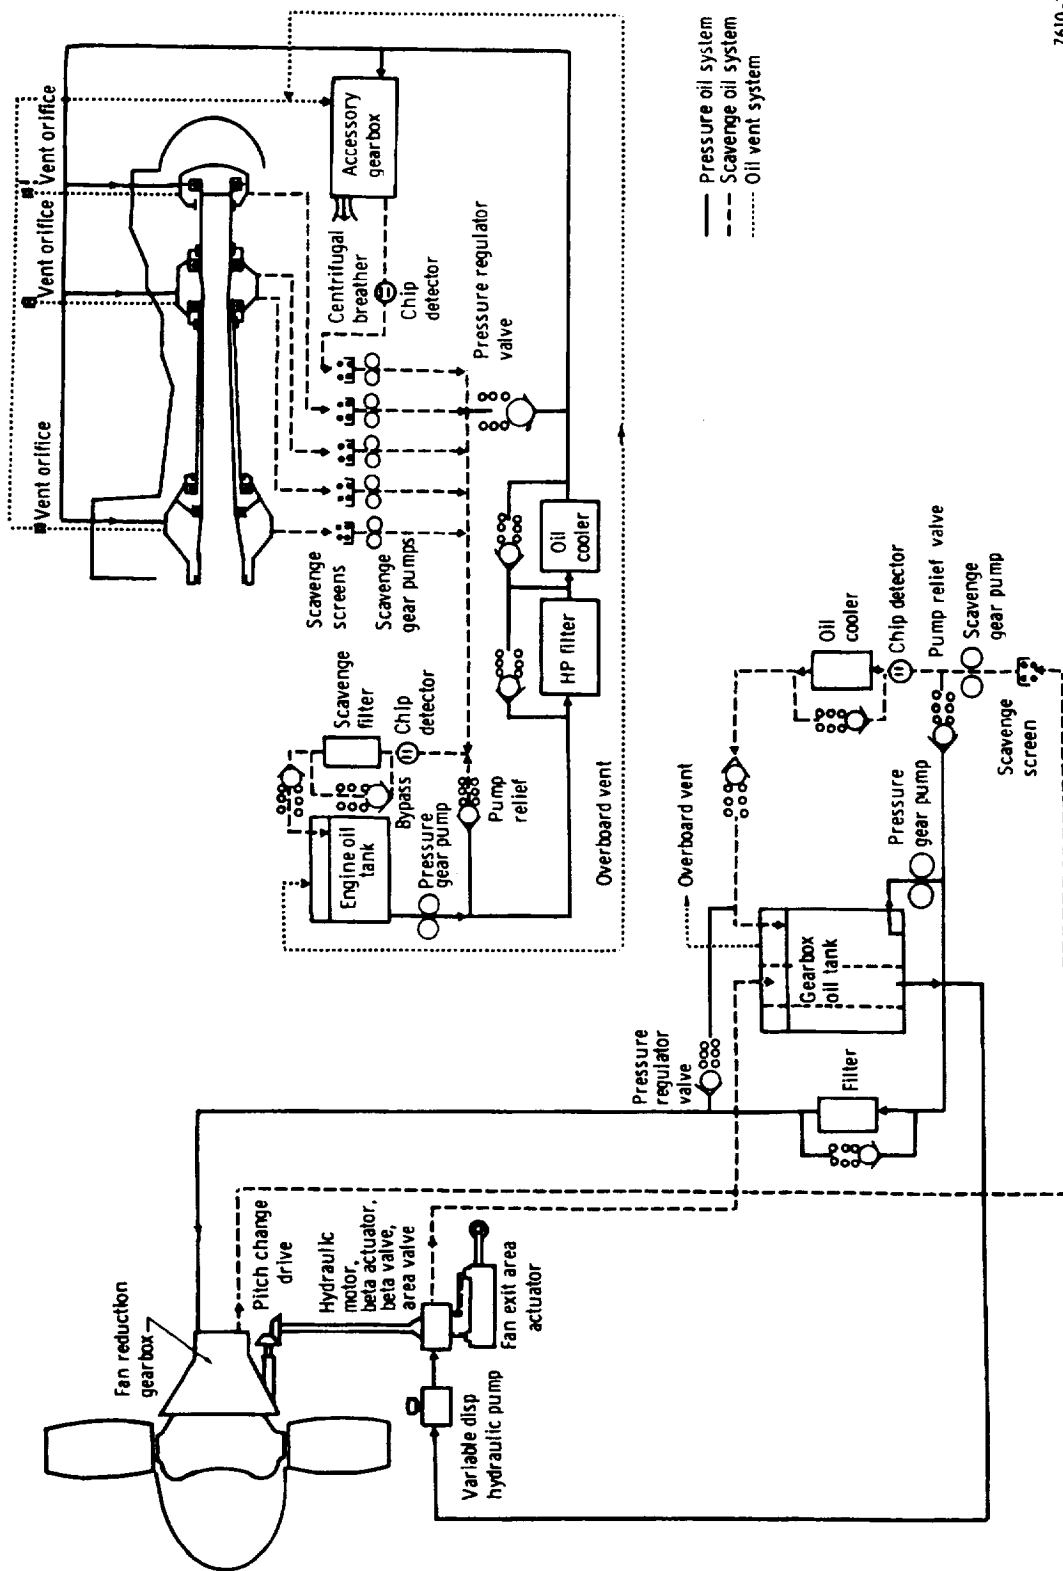 Fan reduction
gearbox
Pitch change
drive
Hydraulic
motor,
beta actuator,
beta valve,
area valve
Variable disp
hydraulic pump
Fan exit area
actuator
Pressure
regulator
valve
Filter
Gearbox
oil tank
Overboard vent
Pressure
gear pump
Oil
cooler
Chip detector
Pump relief valve
Scavenge
gear pump
Scavenge
screen
Engine oil
tank
Bypass
Scavenge
filter
Chip
detector
Pressure
gear pump
Pump
relief
Overboard vent
HP filter
Oil
cooler
Scavenge
screens
Scavenge
gear pumps
Pressure regulator
valve
Centrifugal
breather
Chip
detector
Accessory
gearbox
Vent orifice
Vent orifice
Vent orifice
Pressure oil system
Scavenge oil system
Oil vent system